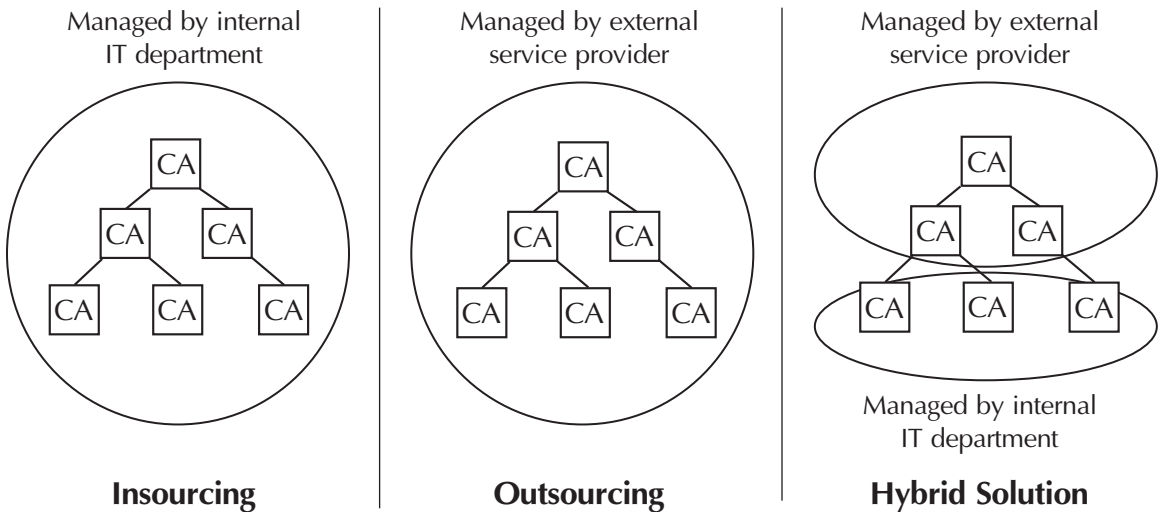 Managed by internal
IT department
CA
CA CA
CA CA CA
Insourcing
Managed by external
service provider
CA
CA CA
CA CA CA
Outsourcing
Managed by external
service provider
CA
CA CA
CA CA CA
Managed by internal
IT department
Hybrid Solution